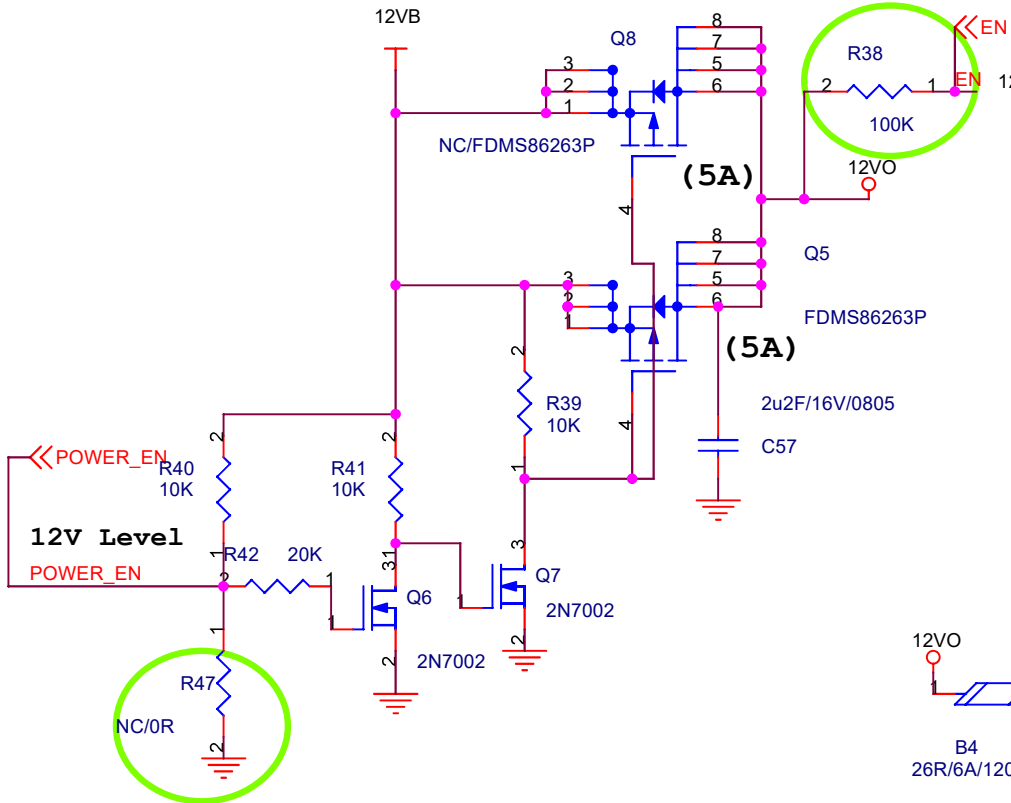 12VB
Q8
8
7
5
6
3
2
1
NC/FDMS86263P
(5A)
4
EN
R38
EN
2
1
100K
12VO
8
7
5
6
3
2
1
Q5
FDMS86263P
(5A)
2
R39
10K
1
4
2u2F/16V/0805
C57
POWER_EN
2
R40
10K
1
2
R41
10K
1
12V Level
POWER_EN
R42
20K
2
1
3
1
Q6
2
2N7002
3
1
Q7
2
2N7002
1
R47
NC/0R
2
12VO
1
B4
26R/6A/120